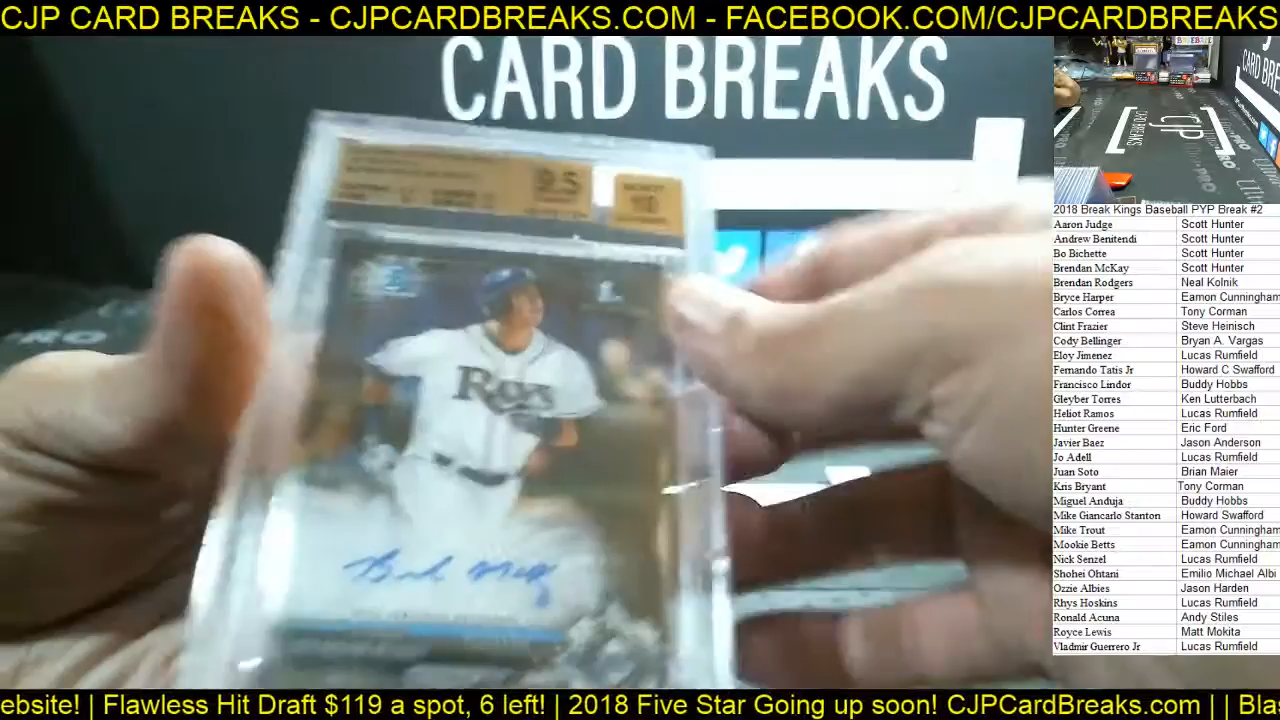 CJP CARD BREAKS - CJPCARDBREAKS.COM - FACEBOOK.COM/CJPCARDBREAKS
CARD BREAKS
9.5
10
Rays
2018 Break Kings Baseball PYP Break #2
Aaron Judge Scott Hunter
Andrew Benitendi Scott Hunter
Bo Bichette Scott Hunter
Brendan McKay Scott Hunter
Brendan Rodgers Neal Kolnik
Bryce Harper Eamon Cunningham
Carlos Correa Tony Corman
Clint Frazier Steve Heinisch
Cody Bellinger Bryan A. Vargas
Eloy Jimenez Lucas Rumfield
Fernando Tatis Jr Howard C Swafford
Francisco Lindor Buddy Hobbs
Gleyber Torres Ken Lutterbach
Heliot Ramos Lucas Rumfield
Hunter Greene Eric Ford
Javier Baez Jason Anderson
Jo Adell Lucas Rumfield
Juan Soto Brian Maier
Kris Bryant Tony Corman
Miguel Anduja Buddy Hobbs
Mike Giancarlo Stanton Howard Swafford
Mike Trout Eamon Cunningham
Mookie Betts Eamon Cunningham
Nick Senzel Lucas Rumfield
Shohei Ohtani Emilio Michael Albi
Ozzie Albies Jason Harden
Rhys Hoskins Lucas Rumfield
Ronald Acuna Andy Stiles
Royce Lewis Matt Mokita
Vladmir Guerrero Jr Lucas Rumfield
ebsite! | Flawless Hit Draft $119 a spot, 6 left! | 2018 Five Star Going up soon! CJPCardBreaks.com | | Bla